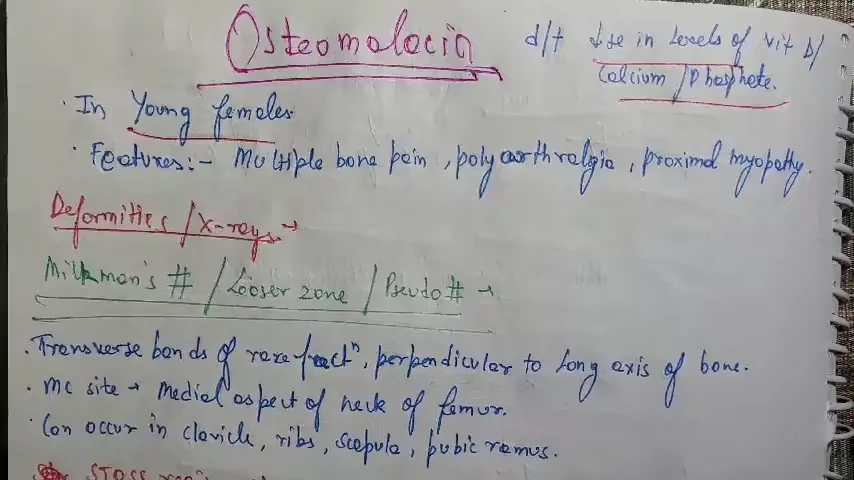 Osteomalacia
d/t ↓se in levels of vit D/
Calcium / Phosphate.
· In Young females.
· Features:- Multiple bone pain, polyarthralgia, proximal myopathy.
Deformities / X-rays →
Milkman's # / Looser zone / Pseudo # →
· Transverse bands of rarefractⁿ, perpendicular to long axis of bone.
· MC site → Medial aspect of neck of femur.
· Can occur in clavicle, ribs, scapula, pubic ramus.
STOSS